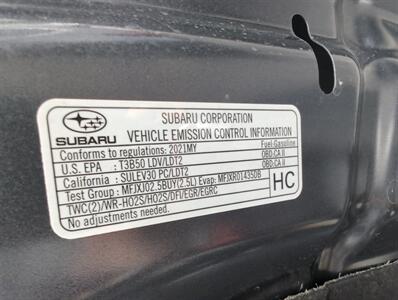 SUBARU CORPORATION
SUBARU VEHICLE EMISSION CONTROL INFORMATION
Conforms to regulations: 2021MY Fuel:Gasoline
U.S. EPA : T3B50 LDV/LDT2 OBD:CA II
California : SULEV30 PC/LDT2 OBD:CA II
Test Group : MFJXJ02.5BUY(2.5L) Evap: MFJXR0143SDB
TWC(2)/WR-HO2S/HO2S/DFI/EGR/EGRC HC
No adjustments needed.